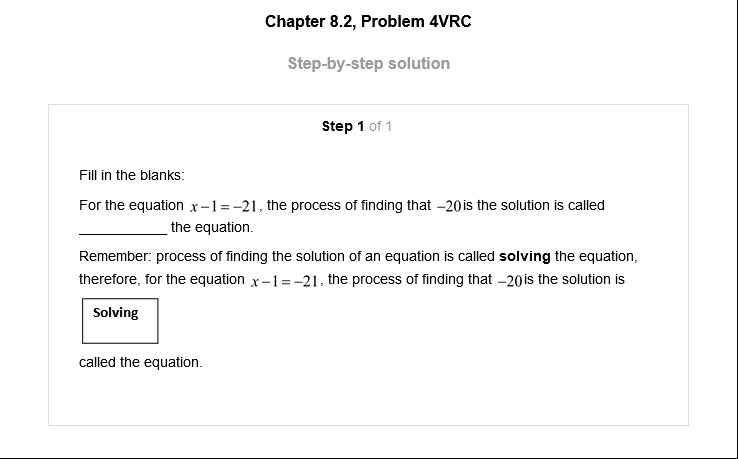 Chapter 8.2, Problem 4VRC
Step-by-step solution
Step 1 of 1
Fill in the blanks:
For the equation x−1=−21, the process of finding that −20 is the solution is called
___________ the equation.
Remember: process of finding the solution of an equation is called solving the equation,
therefore, for the equation x−1=−21, the process of finding that −20 is the solution is
Solving
called the equation.